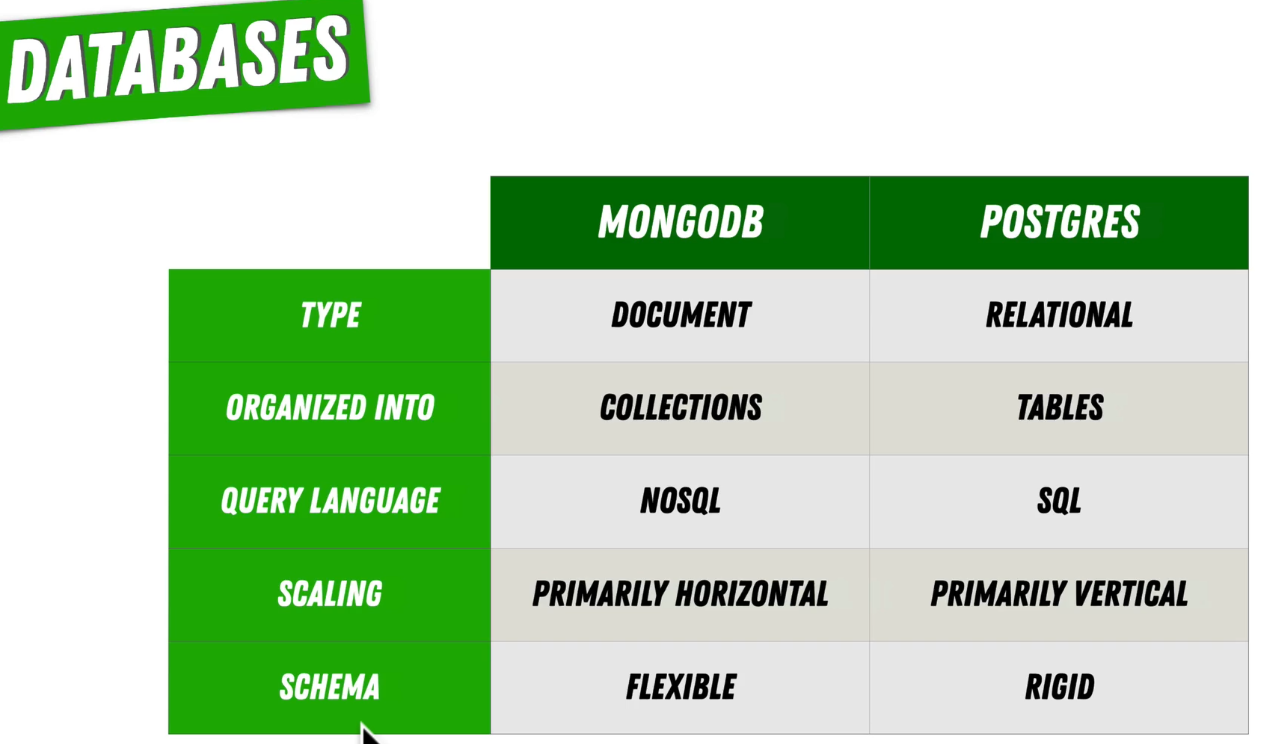 DATABASES
MONGODB POSTGRES
TYPE DOCUMENT RELATIONAL
ORGANIZED INTO COLLECTIONS TABLES
QUERY LANGUAGE NOSQL SQL
SCALING PRIMARILY HORIZONTAL PRIMARILY VERTICAL
SCHEMA FLEXIBLE RIGID